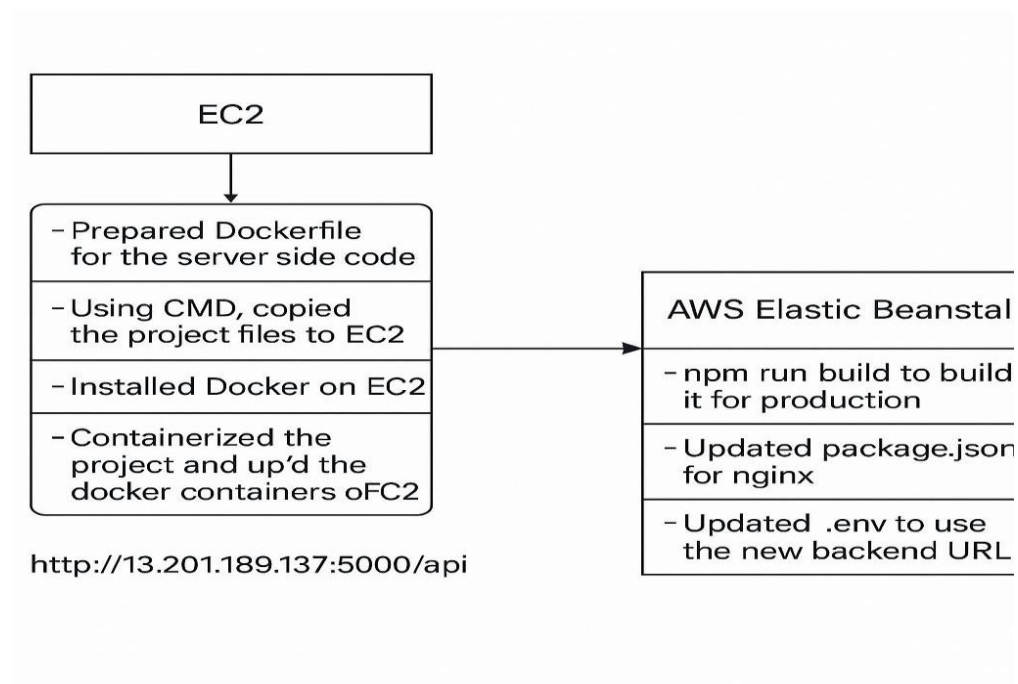 EC2
- Prepared Dockerfile
for the server side code
- Using CMD, copied
the project files to EC2
- Installed Docker on EC2
- Containerized the
project and up'd the
docker containers oFC2
http://13.201.189.137:5000/api
AWS Elastic Beanstal
- npm run build to build
it for production
- Updated package.json
for nginx
- Updated .env to use
the new backend URL